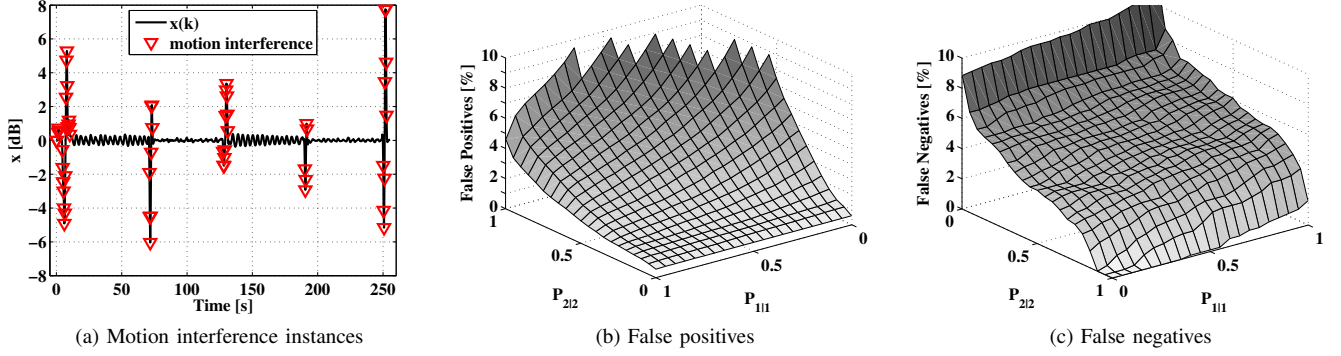 8
6
4
2
0
−2
−4
−6
−8
x [dB]
x(k)
motion interference
0 50 100 150 200 250
Time [s]
(a) Motion interference instances
10
8
6
4
2
0
False Positives [%]
1
0.5
0
P2|2
1
0.5
0
P1|1
(b) False positives
10
8
6
4
2
0
False Negatives [%]
0
0.5
1
P2|2
0
0.5
1
P1|1
(c) False negatives